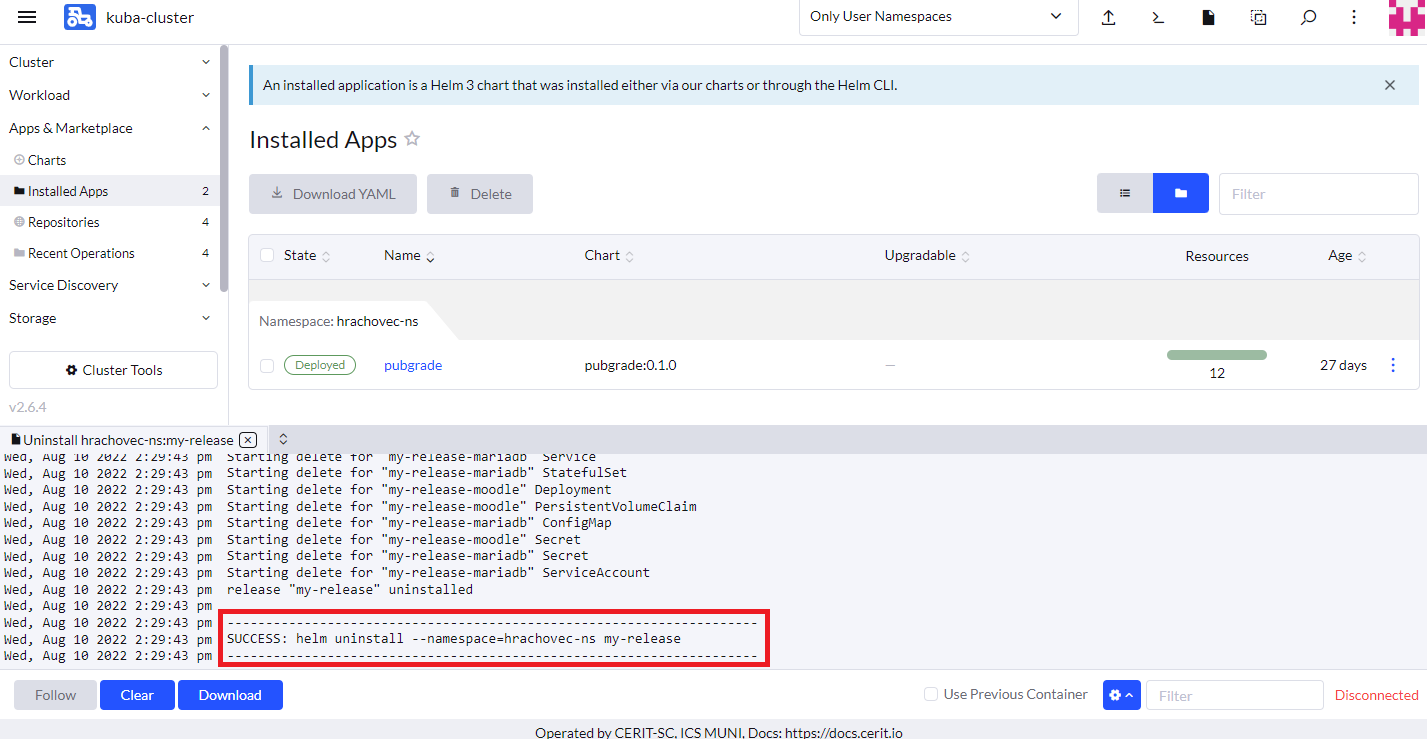 kuba-cluster
Only User Namespaces
Cluster
Workload
Apps & Marketplace
Charts
Installed Apps 2
Repositories 4
Recent Operations 4
Service Discovery
Storage
Cluster Tools
v2.6.4
An installed application is a Helm 3 chart that was installed either via our charts or through the Helm CLI.
Installed Apps
Download YAML Delete Filter
State Name Chart Upgradable Resources Age
Namespace: hrachovec-ns
Deployed pubgrade pubgrade:0.1.0 — 27 days
12
Uninstall hrachovec-ns:my-release
Wed, Aug 10 2022 2:29:43 pm Starting delete for "my-release-mariadb" Service
Wed, Aug 10 2022 2:29:43 pm Starting delete for "my-release-mariadb" StatefulSet
Wed, Aug 10 2022 2:29:43 pm Starting delete for "my-release-moodle" Deployment
Wed, Aug 10 2022 2:29:43 pm Starting delete for "my-release-moodle" PersistentVolumeClaim
Wed, Aug 10 2022 2:29:43 pm Starting delete for "my-release-mariadb" ConfigMap
Wed, Aug 10 2022 2:29:43 pm Starting delete for "my-release-moodle" Secret
Wed, Aug 10 2022 2:29:43 pm Starting delete for "my-release-mariadb" Secret
Wed, Aug 10 2022 2:29:43 pm Starting delete for "my-release-mariadb" ServiceAccount
Wed, Aug 10 2022 2:29:43 pm release "my-release" uninstalled
Wed, Aug 10 2022 2:29:43 pm
Wed, Aug 10 2022 2:29:43 pm ---------------------------------------------------------------------
Wed, Aug 10 2022 2:29:43 pm SUCCESS: helm uninstall --namespace=hrachovec-ns my-release
Wed, Aug 10 2022 2:29:43 pm ---------------------------------------------------------------------
Follow Clear Download Use Previous Container Filter Disconnected
Operated by CERIT-SC, ICS MUNI, Docs: https://docs.cerit.io